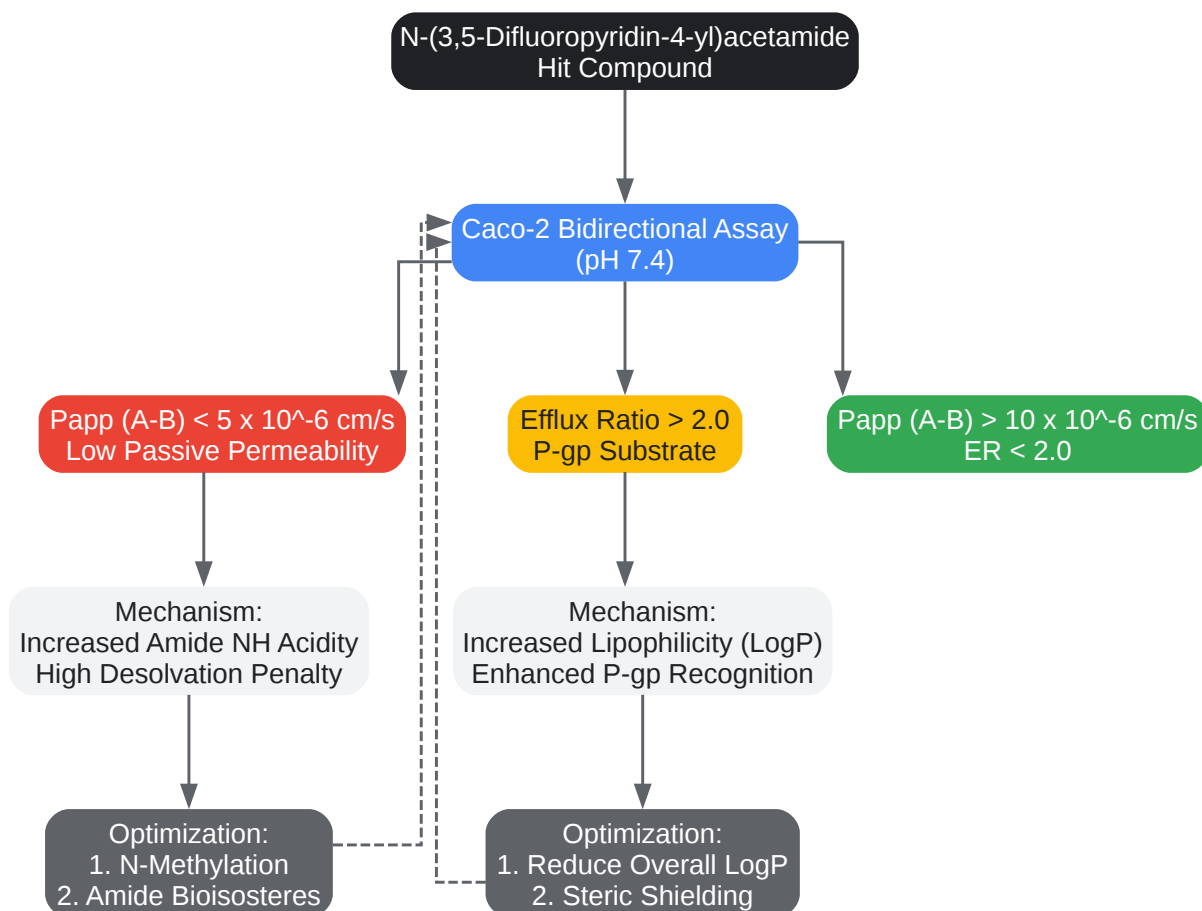 N-(3,5-Difluoropyridin-4-yl)acetamide
Hit Compound
Caco-2 Bidirectional Assay
(pH 7.4)
Papp (A-B) < 5 x 10^-6 cm/s
Low Passive Permeability
Efflux Ratio > 2.0
P-gp Substrate
Papp (A-B) > 10 x 10^-6 cm/s
ER < 2.0
Mechanism:
Increased Amide NH Acidity
High Desolvation Penalty
Mechanism:
Increased Lipophilicity (LogP)
Enhanced P-gp Recognition
Optimization:
1. N-Methylation
2. Amide Bioisosteres
Optimization:
1. Reduce Overall LogP
2. Steric Shielding